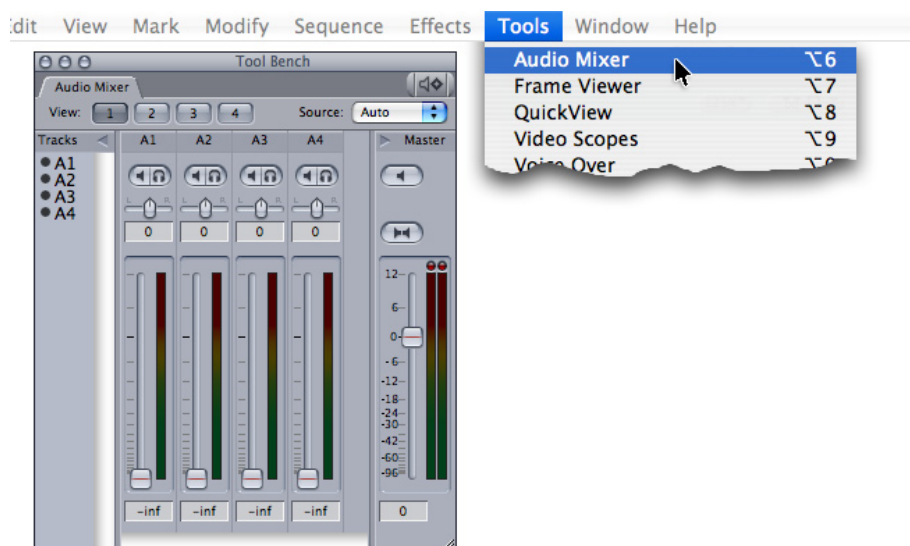 dit View Mark Modify Sequence Effects Tools Window Help
Tool Bench
Audio Mixer
View: 1 2 3 4 Source: Auto
Tracks A1 A2 A3 A4 Master
A1
A2
A3
A4
L R L R L R L R
0 0 0 0
12
6
0
-6
-12
-18
-24
-30
-42
-60
-96
-inf -inf -inf -inf 0
Audio Mixer ⌥6
Frame Viewer ⌥7
QuickView ⌥8
Video Scopes ⌥9
Voice Over